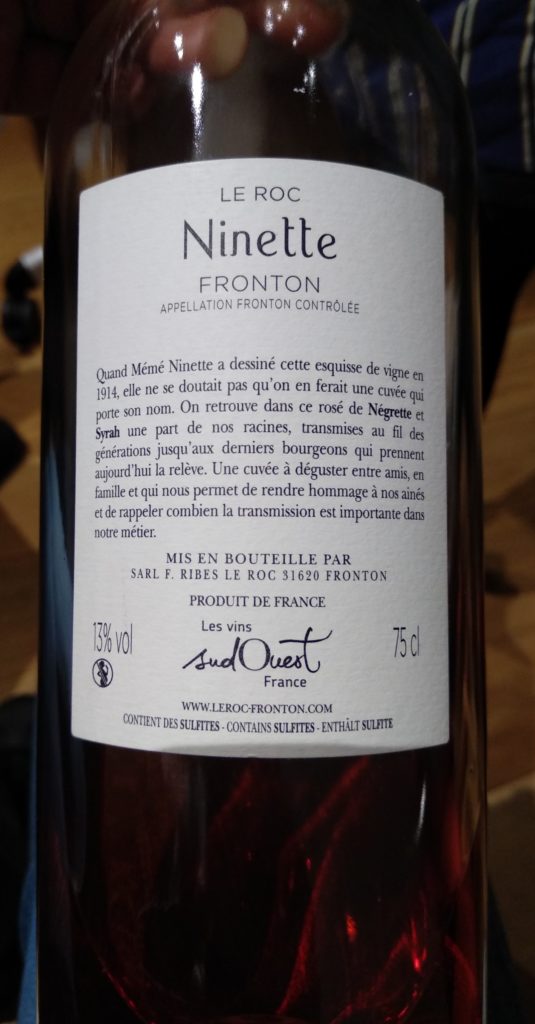 LE ROC
Ninette
FRONTON
APPELLATION FRONTON CONTRÔLÉE
Quand Mémé Ninette a dessiné cette esquisse de vigne en
1914, elle ne se doutait pas qu'on en ferait une cuvée qui
porte son nom. On retrouve dans ce rosé de Négrette et
Syrah une part de nos racines, transmises au fil des
générations jusqu'aux derniers bourgeons qui prennent
aujourd'hui la relève. Une cuvée à déguster entre amis, en
famille et qui nous permet de rendre hommage à nos ainés
et de rappeler combien la transmission est importante dans
notre métier.
MIS EN BOUTEILLE PAR
SARL F. RIBES LE ROC 31620 FRONTON
PRODUIT DE FRANCE
13% vol
Les vins
sudOuest
France
75 cl
WWW.LEROC-FRONTON.COM
CONTIENT DES SULFITES - CONTAINS SULFITES - ENTHÄLT SULFITE